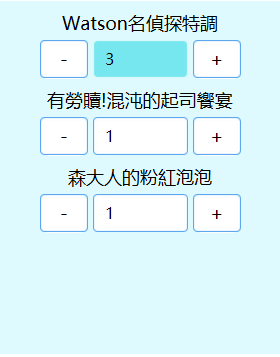 Watson名偵探特調
- 3 +
有勞贖!混沌的起司饗宴
- 1 +
森大人的粉紅泡泡
- 1 +